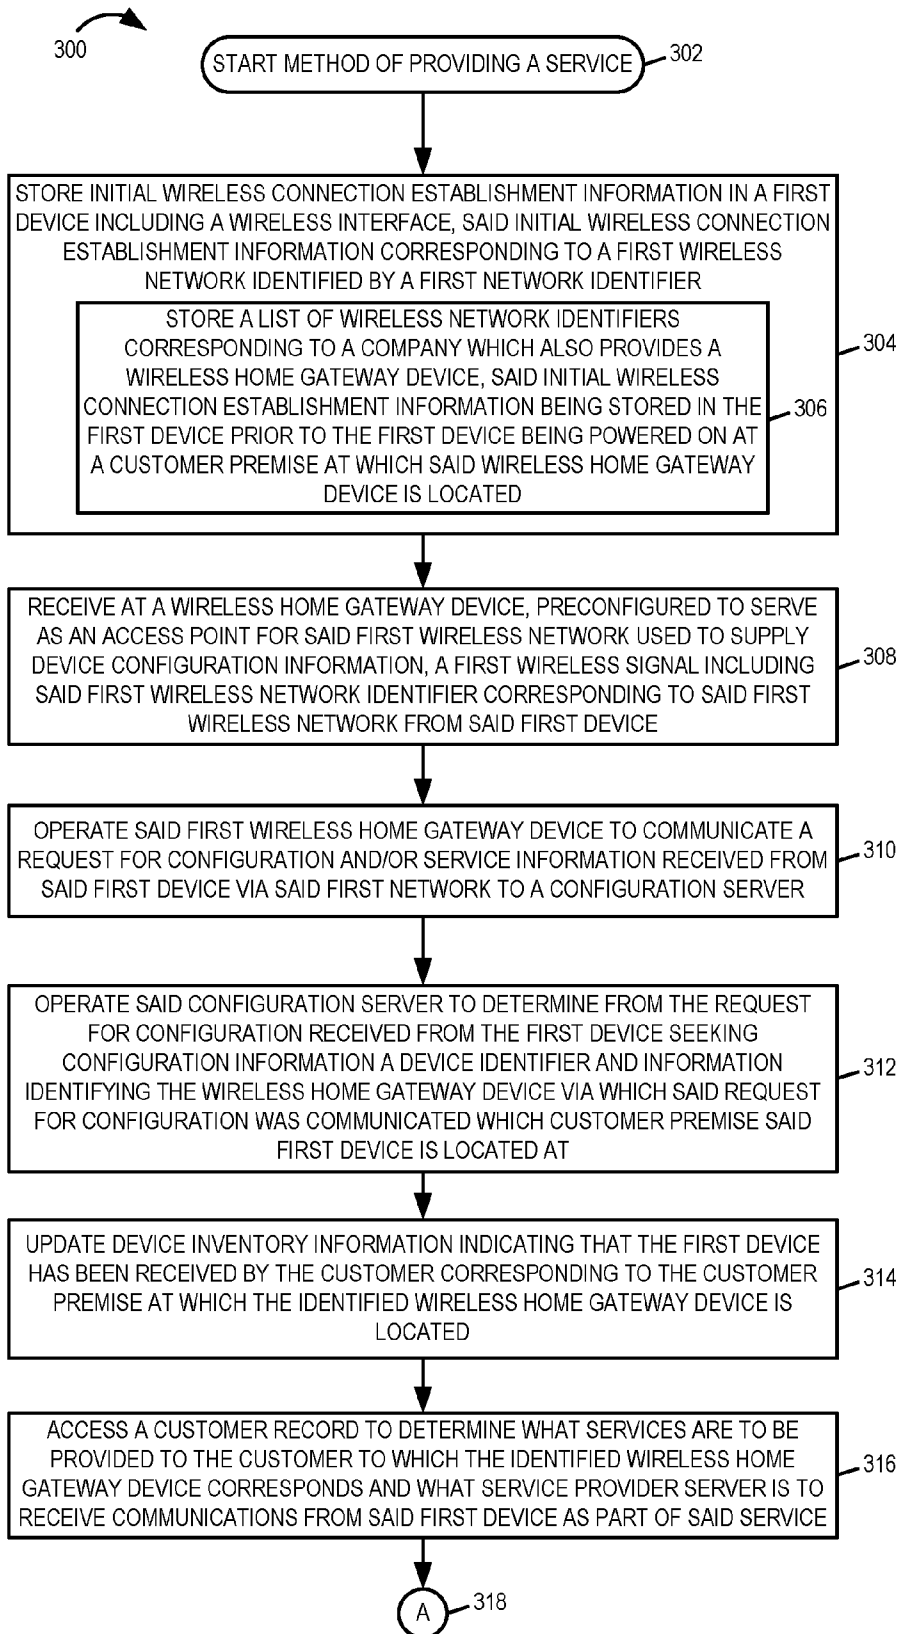 300
START METHOD OF PROVIDING A SERVICE
302
STORE INITIAL WIRELESS CONNECTION ESTABLISHMENT INFORMATION IN A FIRST
DEVICE INCLUDING A WIRELESS INTERFACE, SAID INITIAL WIRELESS CONNECTION
ESTABLISHMENT INFORMATION CORRESPONDING TO A FIRST WIRELESS
NETWORK IDENTIFIED BY A FIRST NETWORK IDENTIFIER
304
STORE A LIST OF WIRELESS NETWORK IDENTIFIERS
CORRESPONDING TO A COMPANY WHICH ALSO PROVIDES A
WIRELESS HOME GATEWAY DEVICE, SAID INITIAL WIRELESS
CONNECTION ESTABLISHMENT INFORMATION BEING STORED IN THE
FIRST DEVICE PRIOR TO THE FIRST DEVICE BEING POWERED ON AT
A CUSTOMER PREMISE AT WHICH SAID WIRELESS HOME GATEWAY
DEVICE IS LOCATED
306
RECEIVE AT A WIRELESS HOME GATEWAY DEVICE, PRECONFIGURED TO SERVE
AS AN ACCESS POINT FOR SAID FIRST WIRELESS NETWORK USED TO SUPPLY
DEVICE CONFIGURATION INFORMATION, A FIRST WIRELESS SIGNAL INCLUDING
SAID FIRST WIRELESS NETWORK IDENTIFIER CORRESPONDING TO SAID FIRST
WIRELESS NETWORK FROM SAID FIRST DEVICE
308
OPERATE SAID FIRST WIRELESS HOME GATEWAY DEVICE TO COMMUNICATE A
REQUEST FOR CONFIGURATION AND/OR SERVICE INFORMATION RECEIVED FROM
SAID FIRST DEVICE VIA SAID FIRST NETWORK TO A CONFIGURATION SERVER
310
OPERATE SAID CONFIGURATION SERVER TO DETERMINE FROM THE REQUEST
FOR CONFIGURATION RECEIVED FROM THE FIRST DEVICE SEEKING
CONFIGURATION INFORMATION A DEVICE IDENTIFIER AND INFORMATION
IDENTIFYING THE WIRELESS HOME GATEWAY DEVICE VIA WHICH SAID REQUEST
FOR CONFIGURATION WAS COMMUNICATED WHICH CUSTOMER PREMISE SAID
FIRST DEVICE IS LOCATED AT
312
UPDATE DEVICE INVENTORY INFORMATION INDICATING THAT THE FIRST DEVICE
HAS BEEN RECEIVED BY THE CUSTOMER CORRESPONDING TO THE CUSTOMER
PREMISE AT WHICH THE IDENTIFIED WIRELESS HOME GATEWAY DEVICE IS
LOCATED
314
ACCESS A CUSTOMER RECORD TO DETERMINE WHAT SERVICES ARE TO BE
PROVIDED TO THE CUSTOMER TO WHICH THE IDENTIFIED WIRELESS HOME
GATEWAY DEVICE CORRESPONDS AND WHAT SERVICE PROVIDER SERVER IS TO
RECEIVE COMMUNICATIONS FROM SAID FIRST DEVICE AS PART OF SAID SERVICE
316
A
318